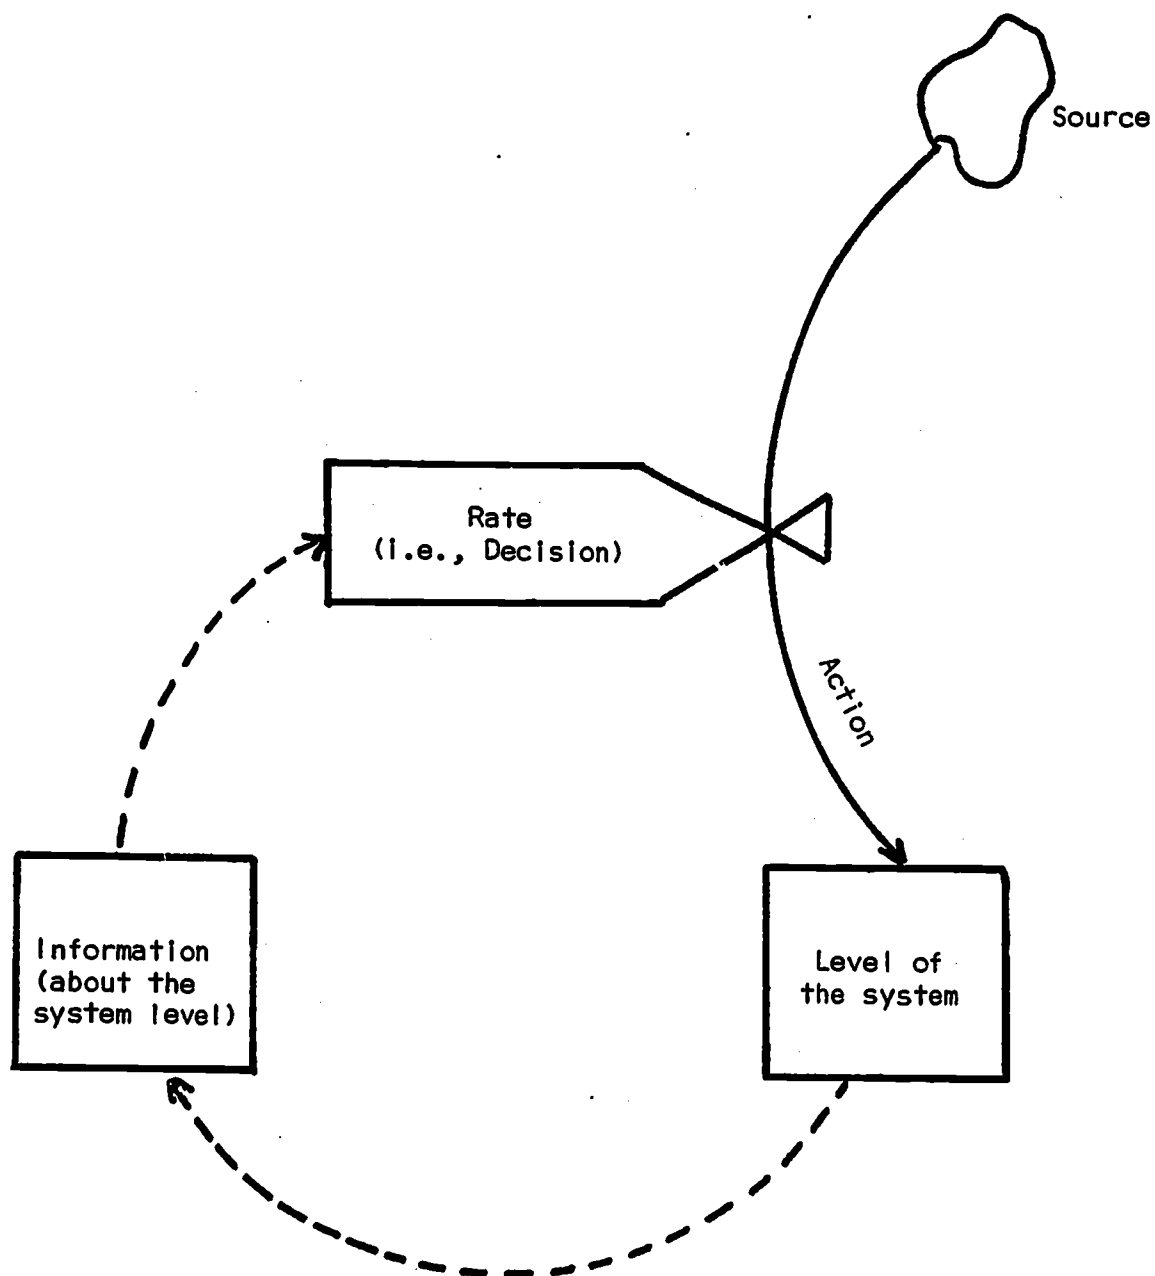 Source
Rate
(i.e., Decision)
Action
Information
(about the
system level)
Level of
the system